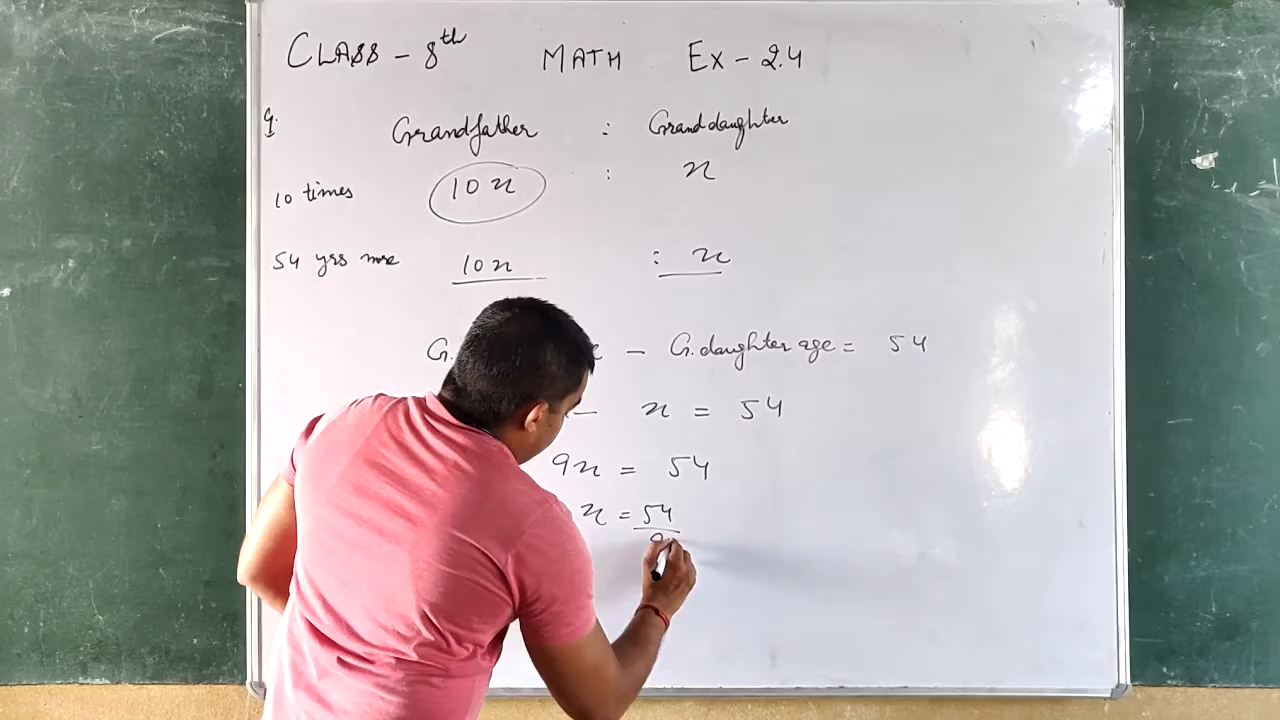 CLASS - 8th MATH Ex - 2.4
Q. Grandfather : Granddaughter
10 times 10x : x
54 yrs more 10x : x
G. - G.daughter age = 54
- x = 54
9x = 54
x = 54
9